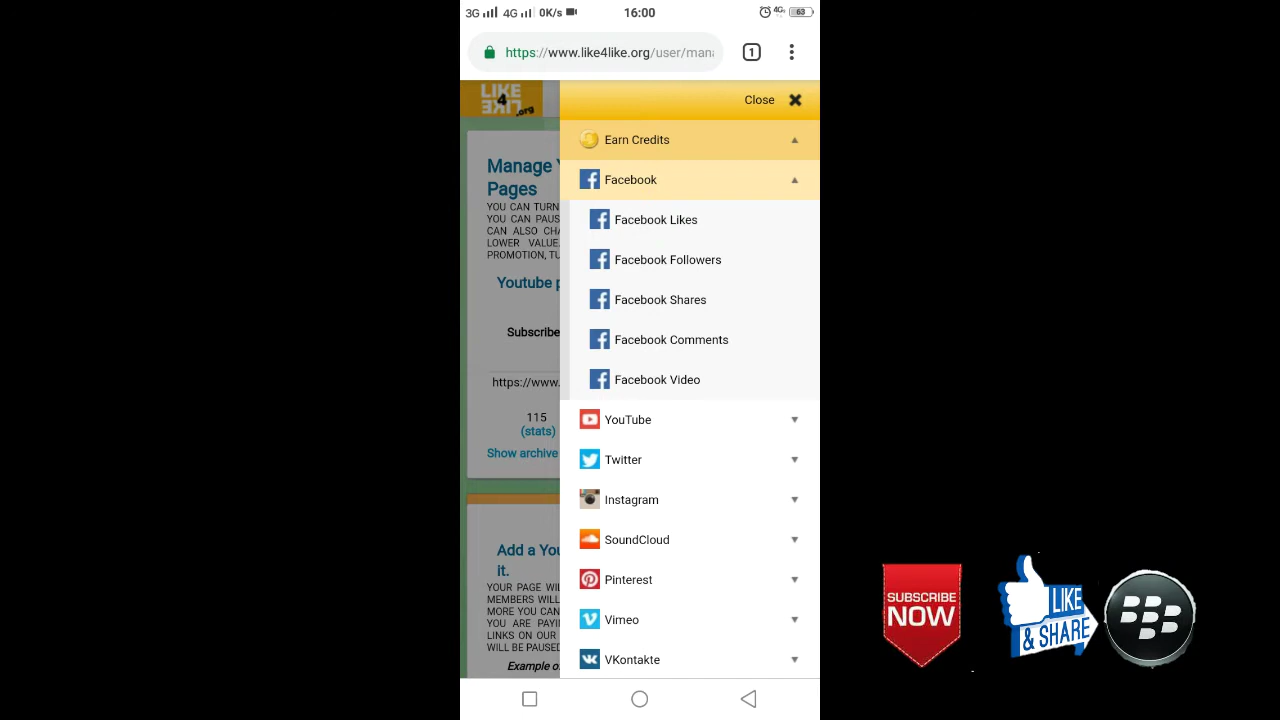 3G 4G 0K/s 16:00 4G 63
https://www.like4like.org/user/man
1
LIKE
4
LIKE
.org
Close
Manage Y
Pages
YOU CAN TURN
YOU CAN PAUS
CAN ALSO CHA
LOWER VALUE
PROMOTION, TU
Youtube p
Subscribe
https://www.
115
(stats)
Show archive
Add a You
it.
YOUR PAGE WIL
MEMBERS WILL
MORE YOU CAN
YOU ARE PAYI
LINKS ON OUR
WILL BE PAUSED
Example o
Earn Credits
Facebook
Facebook Likes
Facebook Followers
Facebook Shares
Facebook Comments
Facebook Video
YouTube
Twitter
Instagram
SoundCloud
Pinterest
Vimeo
VKontakte
SUBSCRIBE
NOW
LIKE
& SHARE